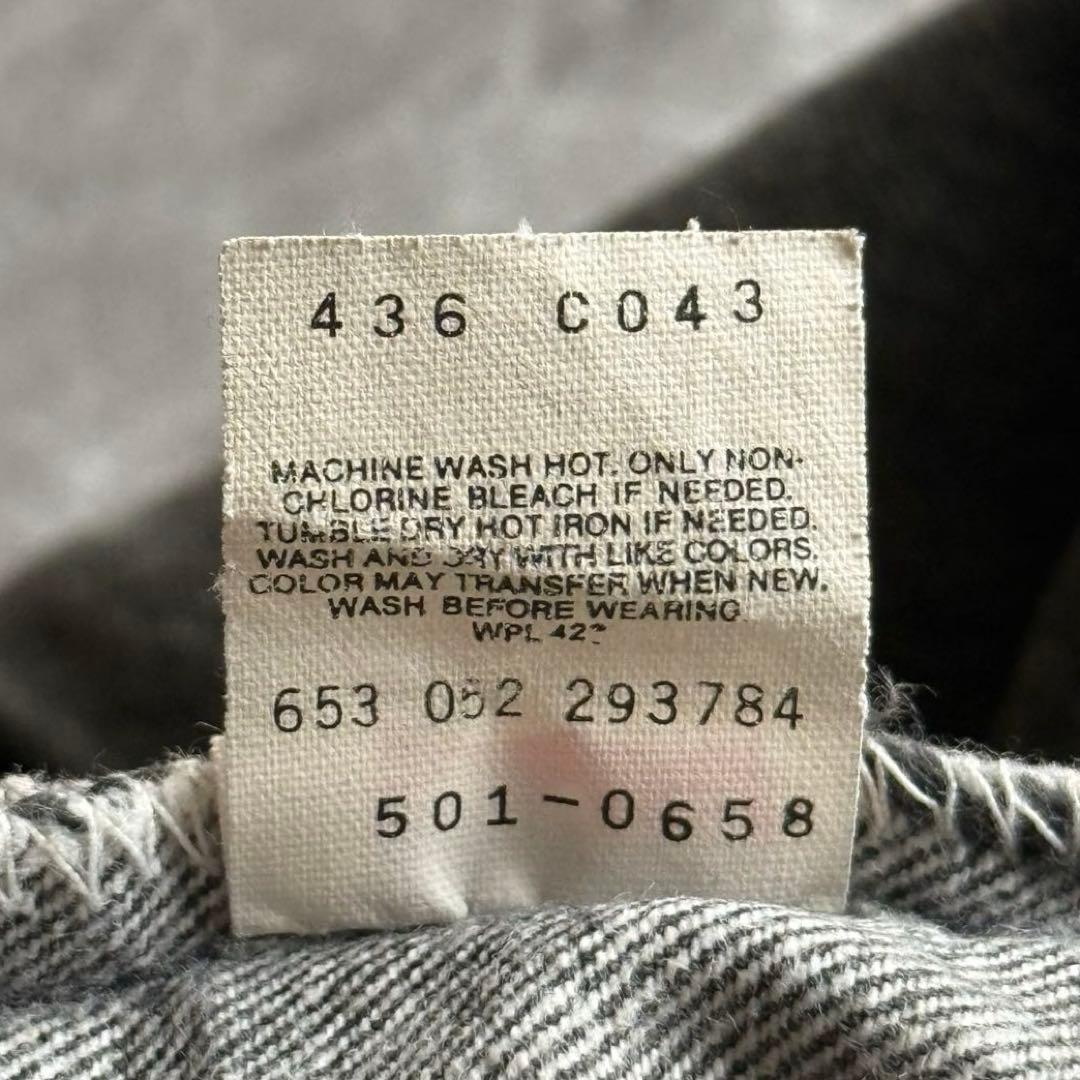 436 C043
MACHINE WASH HOT. ONLY NON-
CHLORINE BLEACH IF NEEDED.
TUMBLE DRY HOT IRON IF NEEDED.
WASH AND DRY WITH LIKE COLORS.
COLOR MAY TRANSFER WHEN NEW.
WASH BEFORE WEARING
WPL
653 052 293784
501-0658